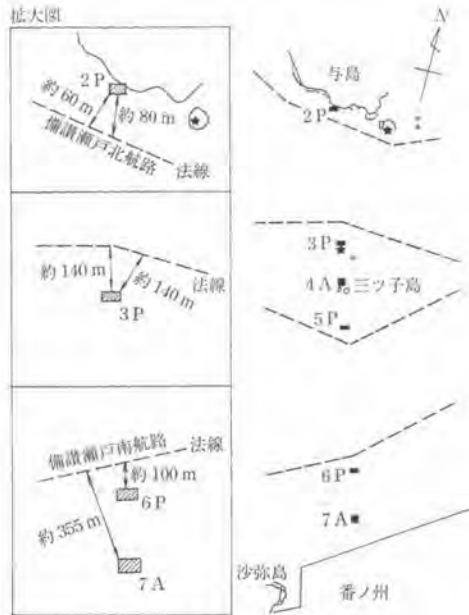 拡大図
2P
約60m
約80m
備讃瀬戸北航路
法線
N
与島
2P
約140m
約140m
法線
3P
3P
4A 三ツ子島
5P
備讃瀬戸南航路
法線
約100m
6P
約355m
7A
6P
7A
沙弥島
番ノ州